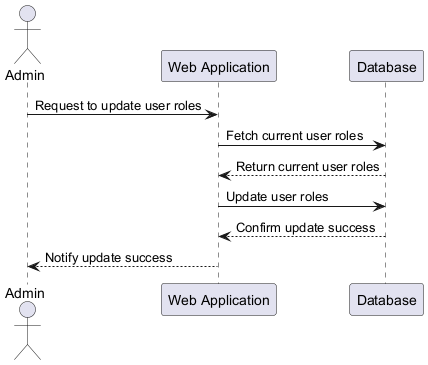 Admin
Web Application
Database
Request to update user roles
Fetch current user roles
Return current user roles
Update user roles
Confirm update success
Notify update success
Admin
Web Application
Database